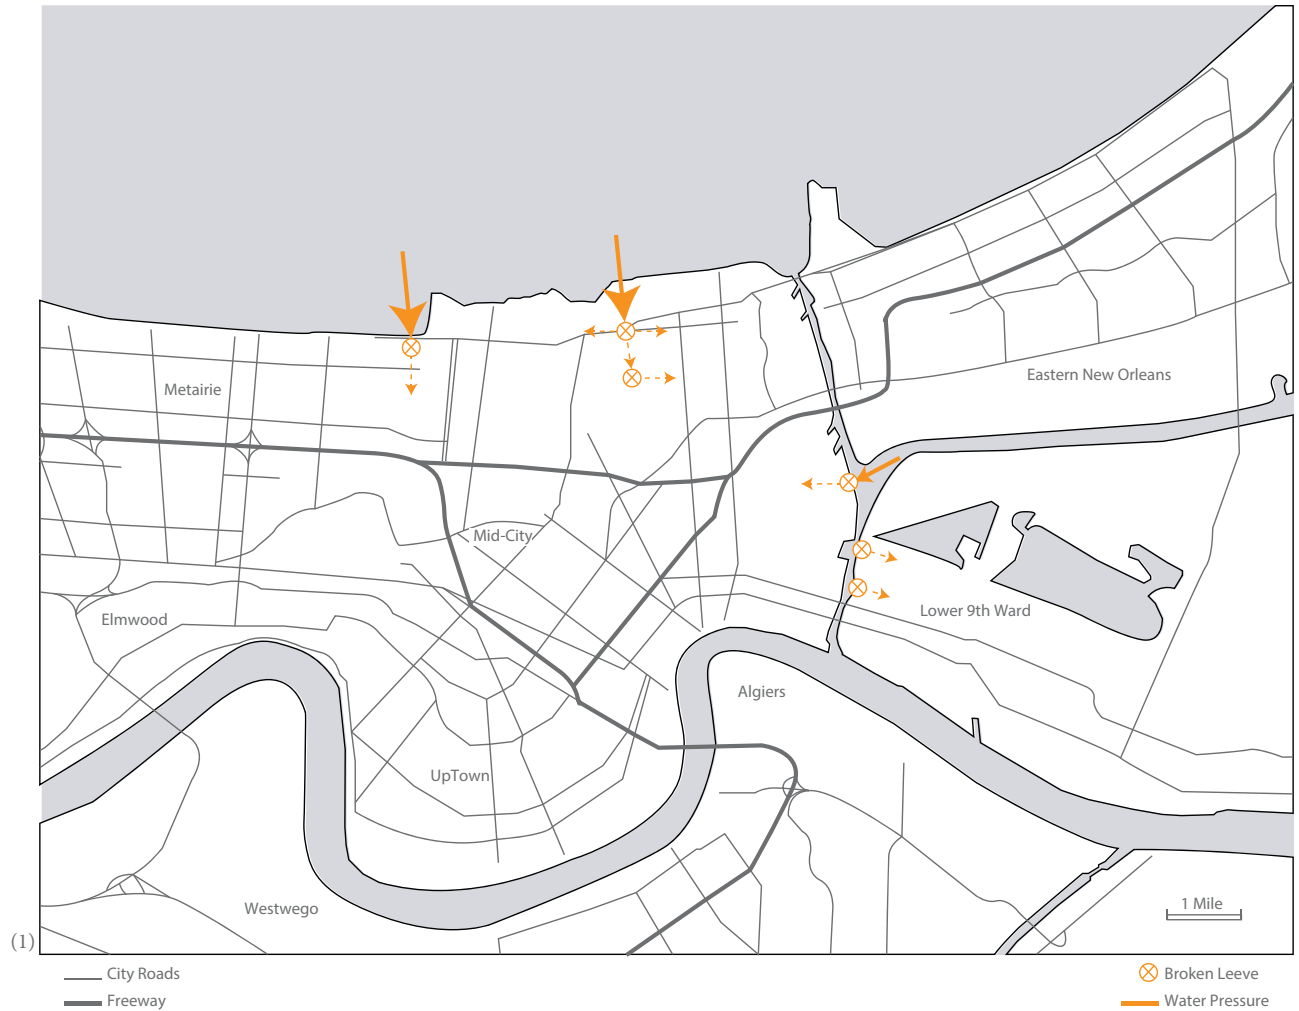 Metairie
Eastern New Orleans
Mid-City
Elmwood
Lower 9th Ward
Algiers
UpTown
Westwego
1 Mile
(1)
City Roads
Freeway
Broken Leeve
Water Pressure